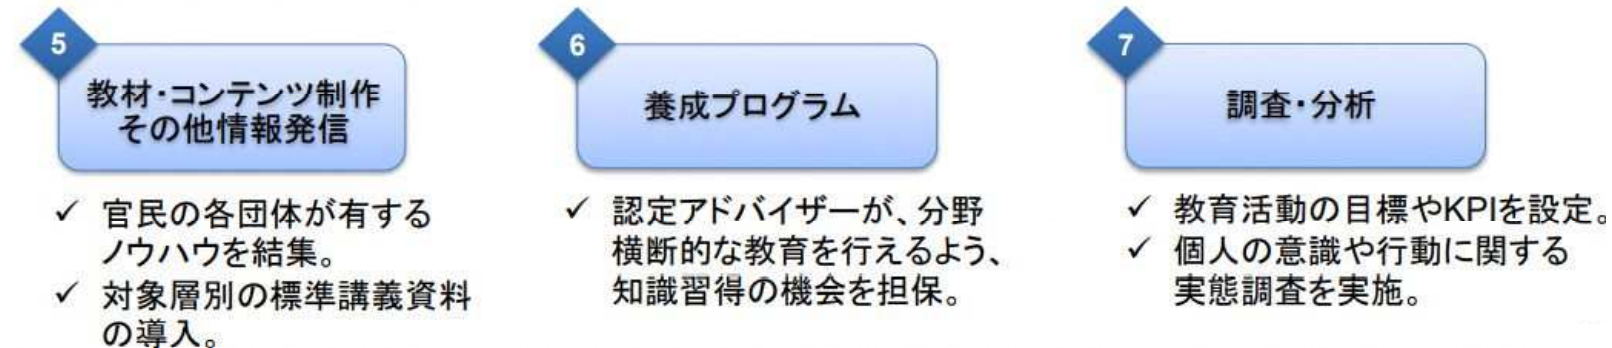 5
教材・コンテンツ制作
その他情報発信
✓ 官民の各団体が有する
ノウハウを結集。
✓ 対象層別の標準講義資料
の導入。
6
養成プログラム
✓ 認定アドバイザーが、分野
横断的な教育を行えるよう、
知識習得の機会を担保。
7
調査・分析
✓ 教育活動の目標やKPIを設定。
✓ 個人の意識や行動に関する
実態調査を実施。